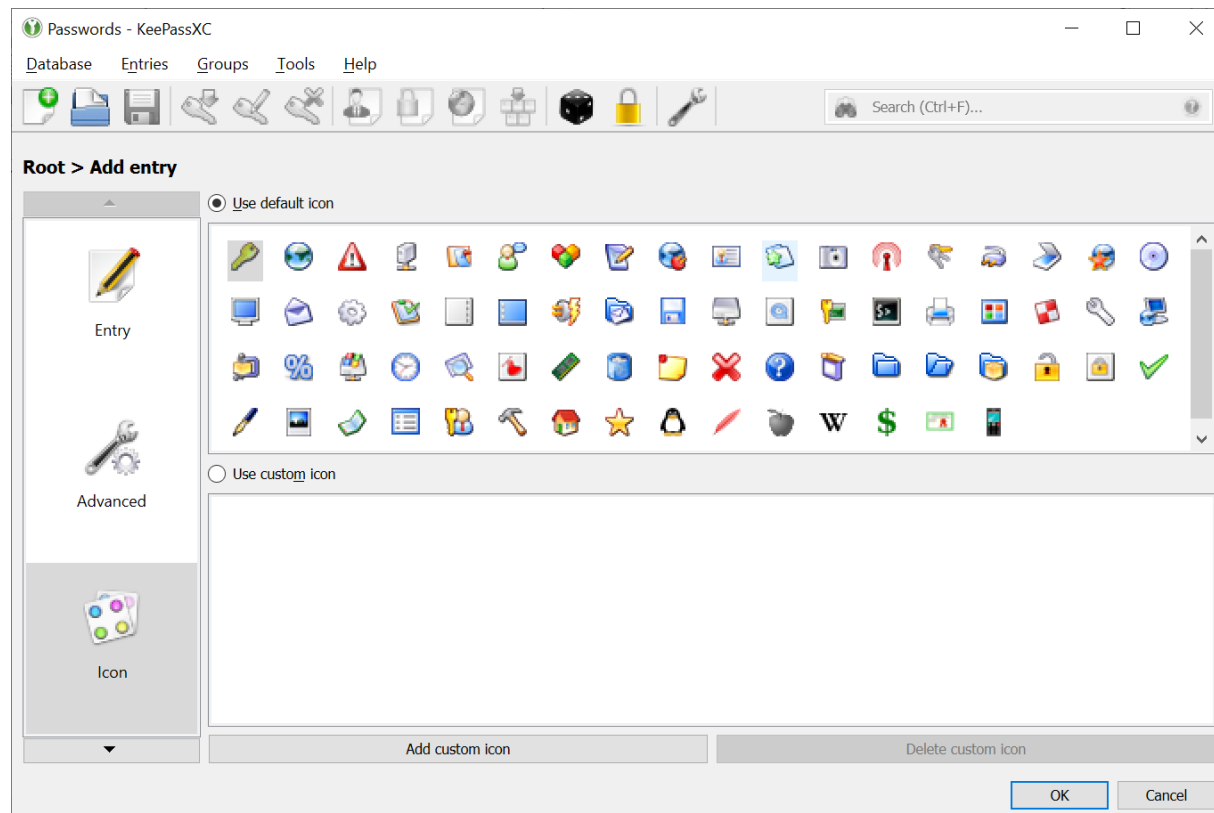 Passwords - KeePassXC
Database Entries Groups Tools Help
Search (Ctrl+F)...
Root > Add entry
Use default icon
Entry
Advanced
Icon
Use custom icon
Add custom icon
Delete custom icon
OK
Cancel